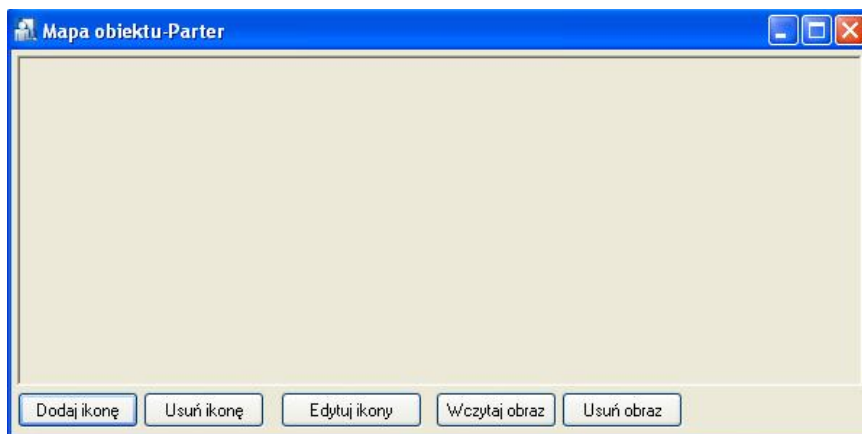 Mapa obiektu-Parter
Dodaj ikonę Usuń ikonę Edytuj ikony Wczytaj obraz Usuń obraz